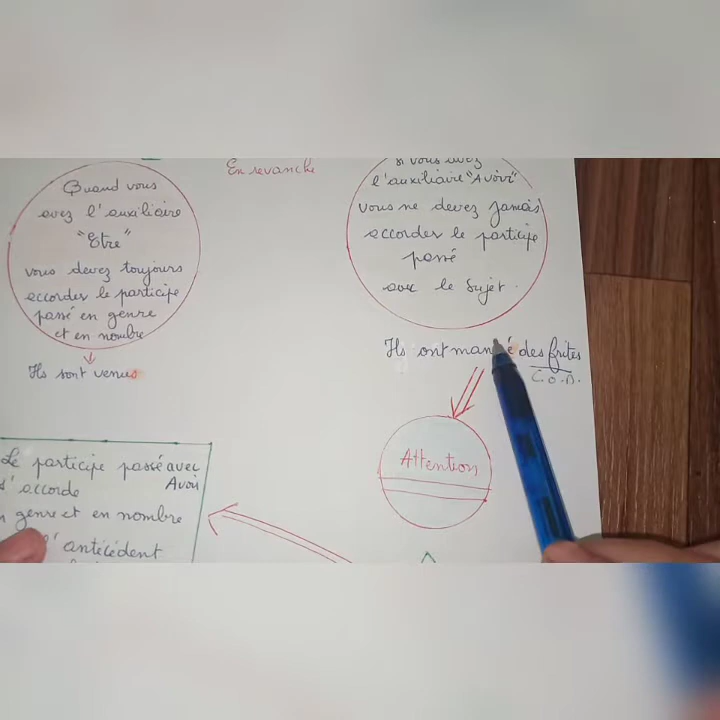 En revanche
Quand vous
avez l'auxiliaire
"Etre"
vous devez toujours
accorder le participe
passé en genre
et en nombre
Ils sont venus
si vous avez
l'auxiliaire "Avoir"
vous ne devez jamais
accorder le participe
passé
avec le sujet.
Ils ont mangé des frites
C.O.D.
Attention
Le participe passé avec
Avoir
s'accorde
genre et en nombre
l'antécédent